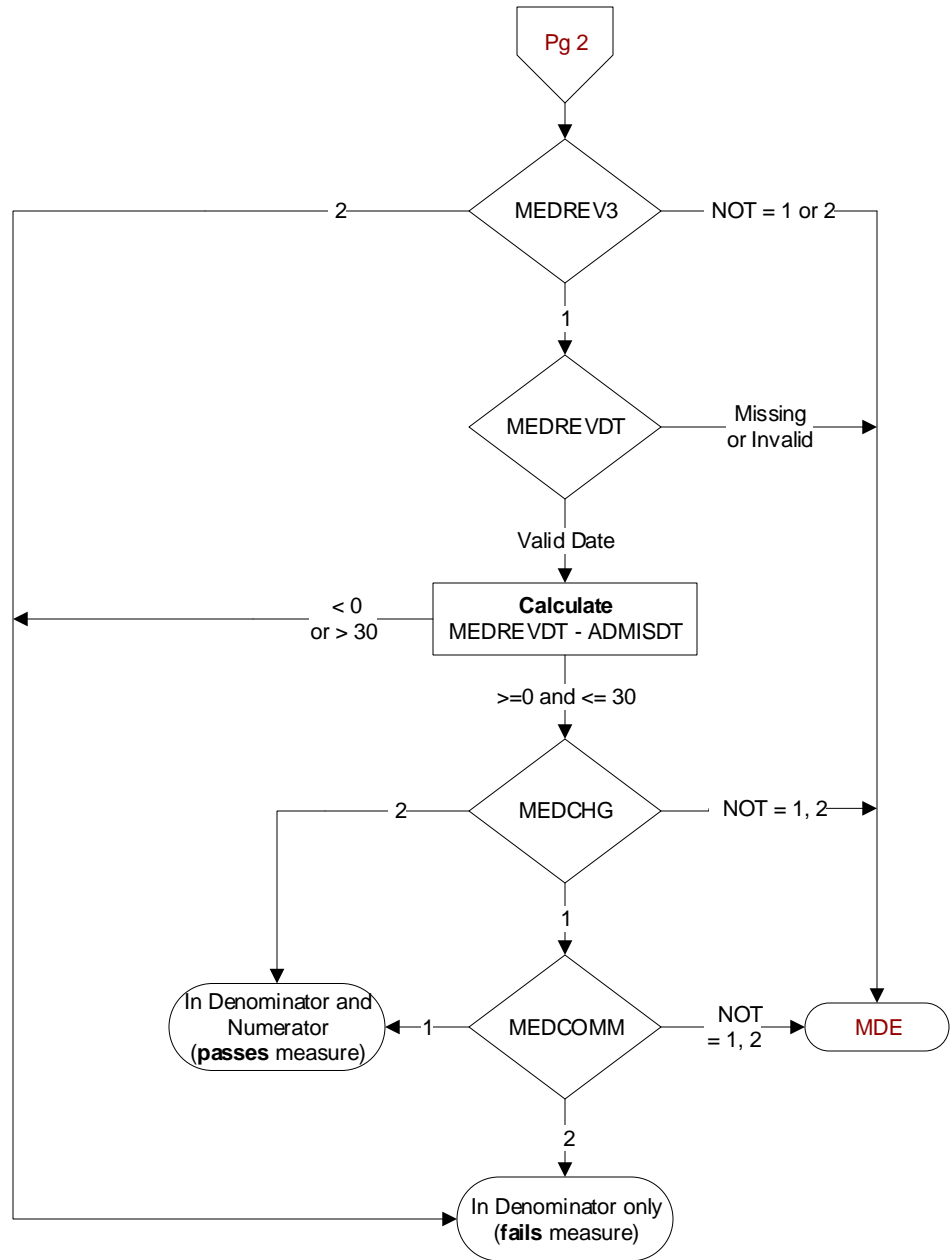 Pg 2
2
MEDREV3
NOT = 1 or 2
1
MEDREVDT
Missing
or Invalid
Valid Date
Calculate
MEDREVDT - ADMISDT
< 0
or > 30
>=0 and <= 30
2
MEDCHG
NOT = 1, 2
1
In Denominator and
Numerator
(passes measure)
1
MEDCOMM
NOT
= 1, 2
MDE
2
In Denominator only
(fails measure)